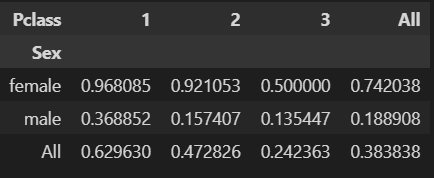 Pclass 1 2 3 All
Sex
female 0.968085 0.921053 0.500000 0.742038
male 0.368852 0.157407 0.135447 0.188908
All 0.629630 0.472826 0.242363 0.383838